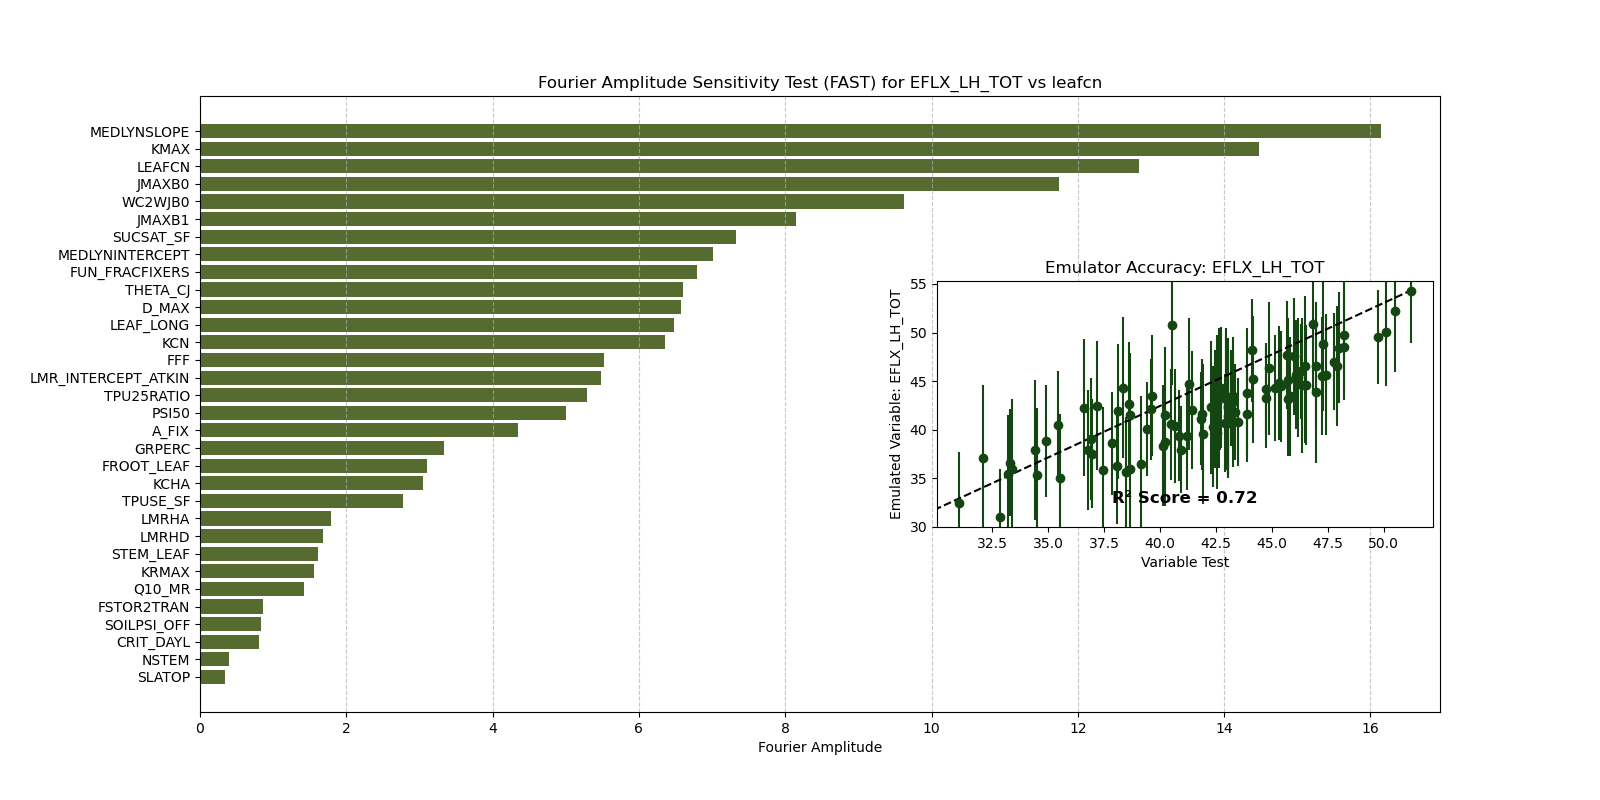 Fourier Amplitude Sensitivity Test (FAST) for EFLX_LH_TOT vs leafcn
MEDLYNSLOPE
KMAX
LEAFCN
JMAXB0
WC2WJB0
JMAXB1
SUCSAT_SF
MEDLYNINTERCEPT
FUN_FRACFIXERS
THETA_CJ
D_MAX
LEAF_LONG
KCN
FFF
LMR_INTERCEPT_ATKIN
TPU25RATIO
PSI50
A_FIX
GRPERC
FROOT_LEAF
KCHA
TPUSE_SF
LMRHA
LMRHD
STEM_LEAF
KRMAX
Q10_MR
FSTOR2TRAN
SOILPSI_OFF
CRIT_DAYL
NSTEM
SLATOP
0 2 4 6 8 10 12 14 16
Fourier Amplitude
Emulator Accuracy: EFLX_LH_TOT
Emulated Variable: EFLX_LH_TOT
55
50
45
40
35
30
R² Score = 0.72
32.5 35.0 37.5 40.0 42.5 45.0 47.5 50.0
Variable Test